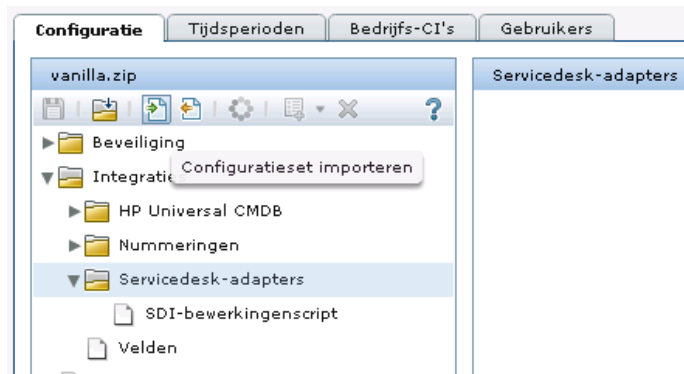 Configuratie Tijdsperioden Bedrijfs-CI's Gebruikers
vanilla.zip Servicedesk-adapters
?
Beveiliging
Configuratieset importeren
Integratie
HP Universal CMDB
Nummeringen
Servicedesk-adapters
SDI-bewerkingenscript
Velden